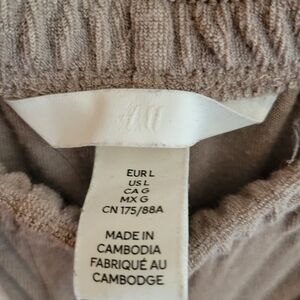 H&M
EUR L
US L
CA G
MX G
CN 175/88A
MADE IN
CAMBODIA
FABRIQUÉ AU
CAMBODGE